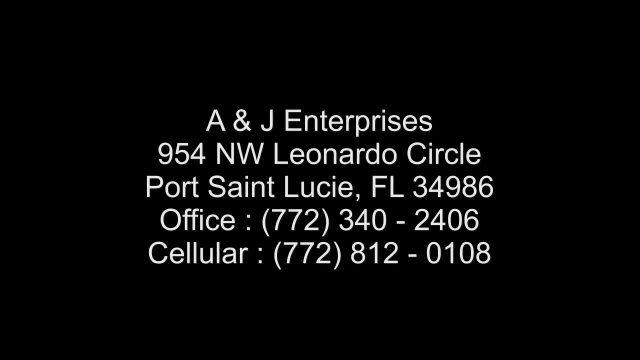 A & J Enterprises
954 NW Leonardo Circle
Port Saint Lucie, FL 34986
Office : (772) 340 - 2406
Cellular : (772) 812 - 0108